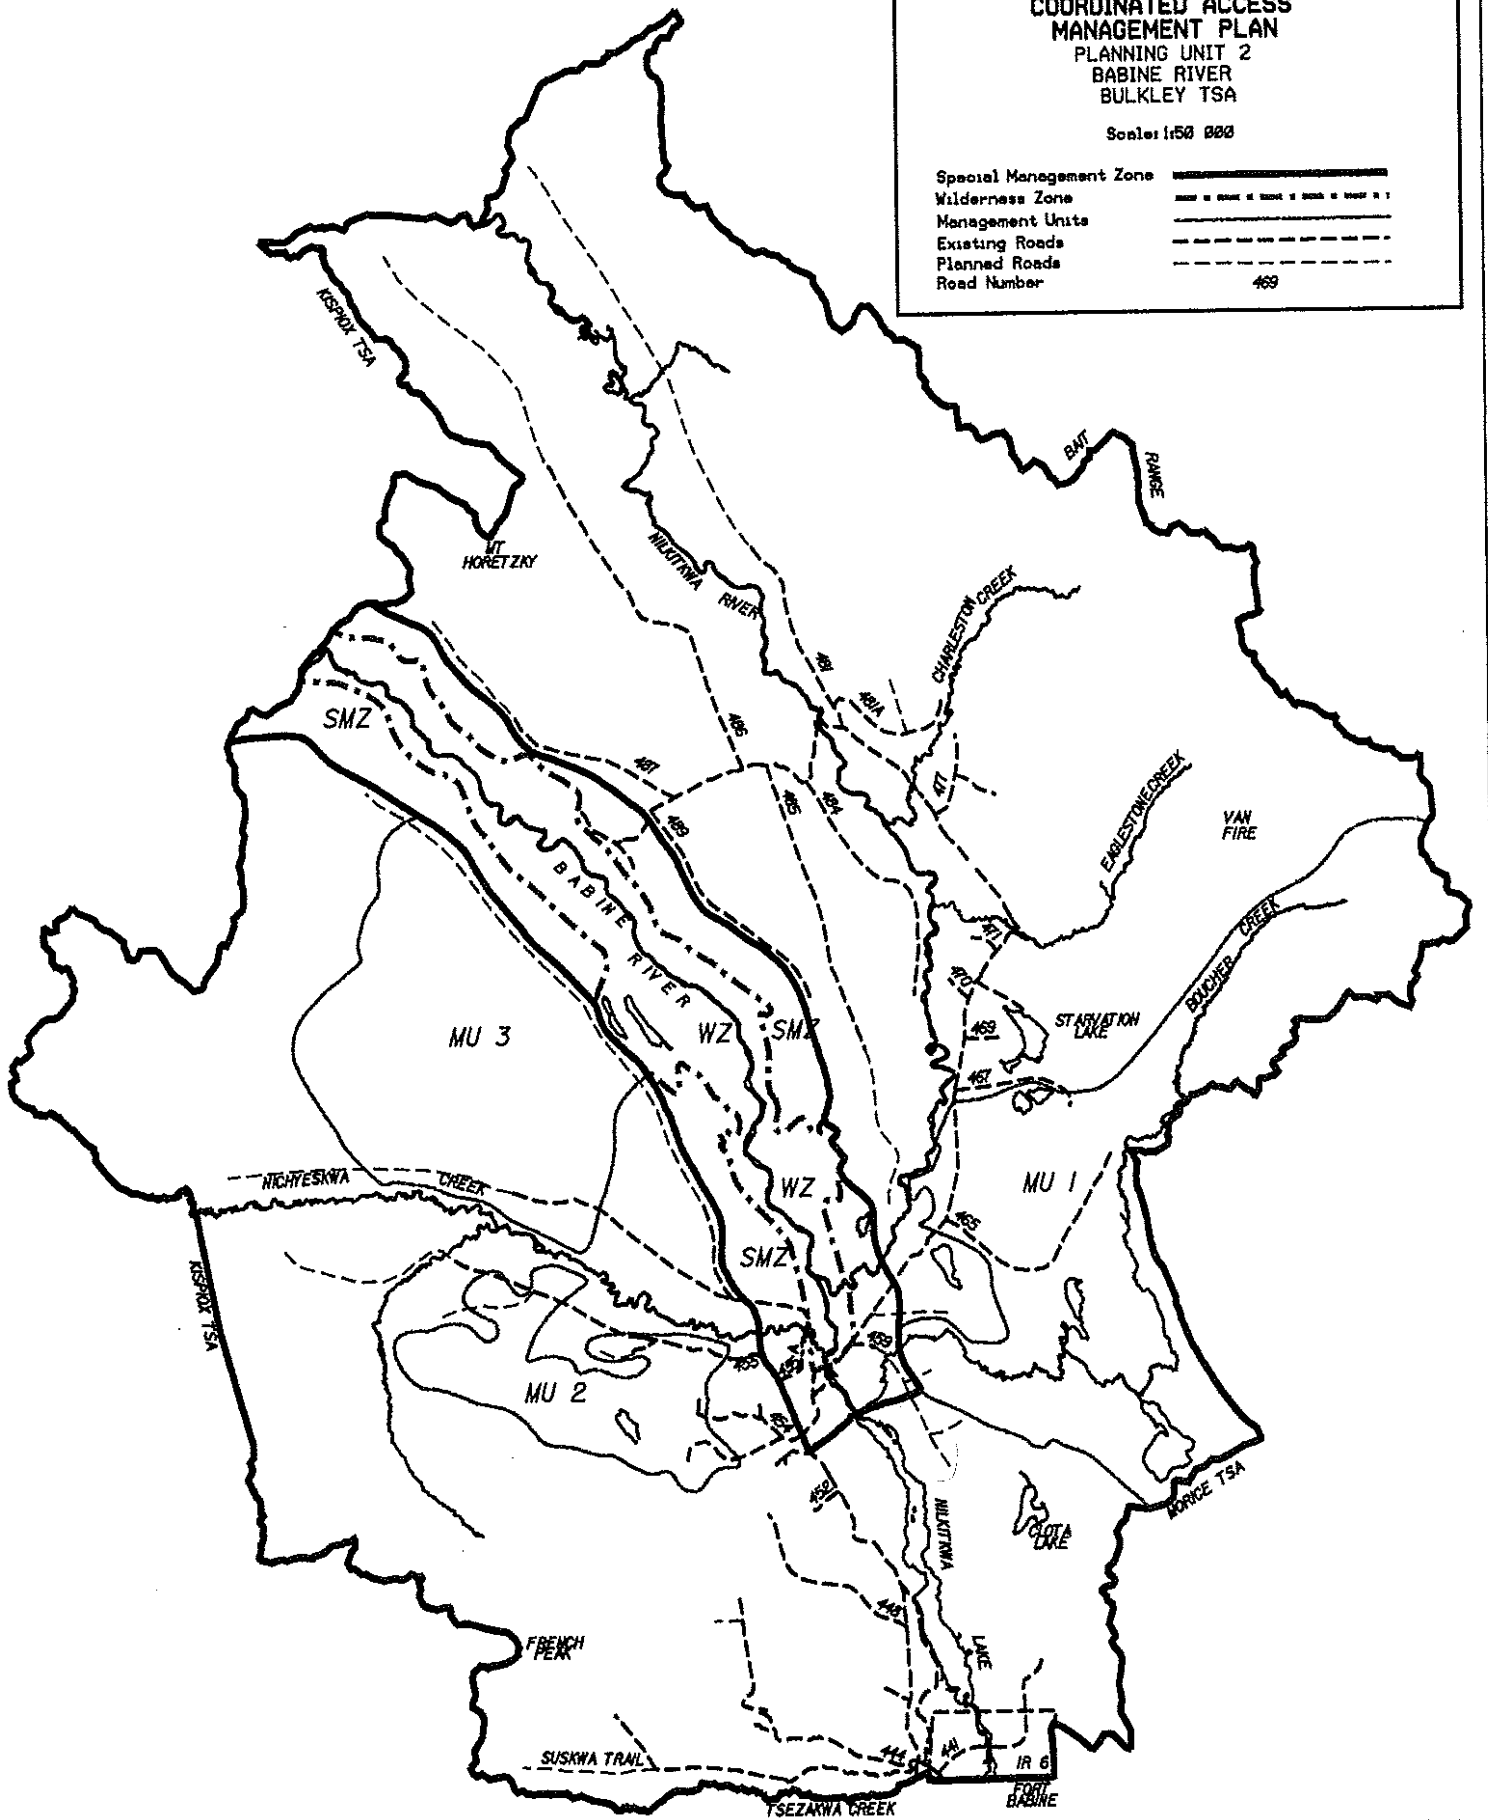 COORDINATED ACCESS
MANAGEMENT PLAN
PLANNING UNIT 2
BABINE RIVER
BULKLEY TSA
Scale: 1:50 000
Special Management Zone
Wilderness Zone
Management Units
Existing Roads
Planned Roads
Road Number 469
KISPIOX TSA
BAIT
RANGE
MT
HORETZKY
NILKITKWA
RIVER
CHARLESTON CREEK
481
481A
SMZ
486
487
477
EAGLESTONE CREEK
VAN
FIRE
485
484
489
BABINE
RIVER
BOUCHER CREEK
471
470
STARVATION
LAKE
469
MU 3
WZ
SMZ
467
NICHYESKWA
CREEK
WZ
MU 1
465
SMZ
KISPIOX TSA
459
455
MU 2
454
452
MORICE TSA
NILKITKWA
LAKE
CLOTA
LAKE
448
FRENCH
PEAK
SUSKWA TRAIL
444
441
IR 6
FORT
BABINE
TSEZAKWA CREEK